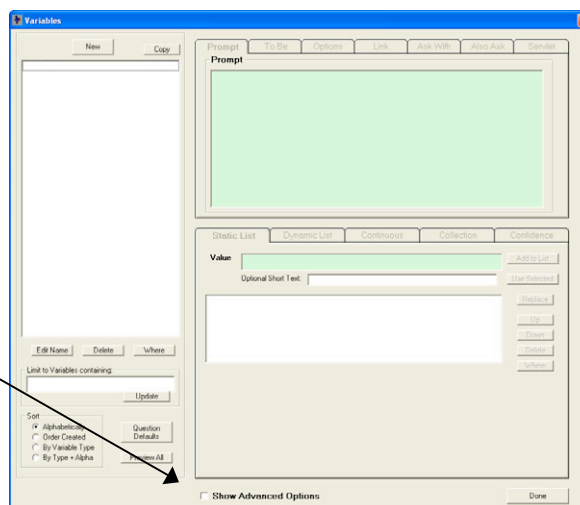 Variables
New
Copy
Edit Name
Delete
Where
Limit to Variables containing:
Update
Sort
Alphabetically
Order Created
By Variable Type
By Type + Alpha
Question
Defaults
Preview All
Prompt
To Be
Options
Link
Ask With
Also Ask
Servlet
Prompt
Static List
Dynamic List
Continuous
Collection
Confidence
Value
Add to List
Optional Short Text:
Use Selected
Replace
Up
Down
Delete
Where
Show Advanced Options
Done